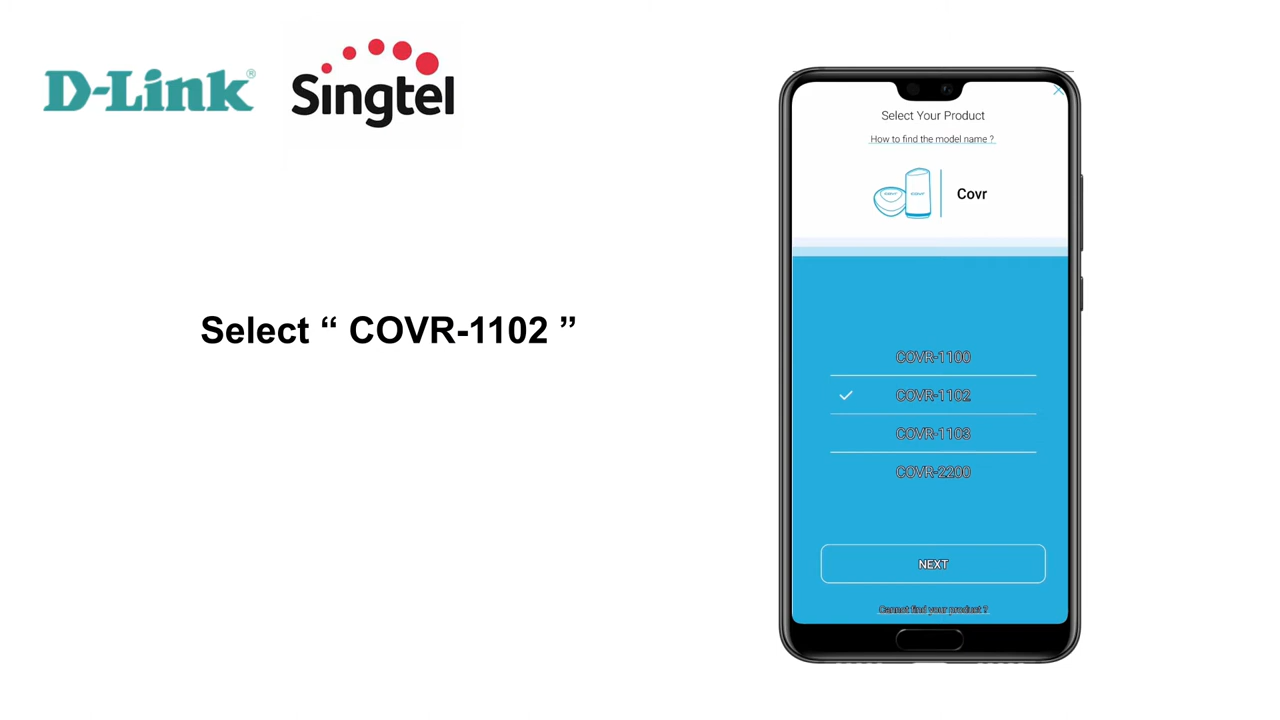 D-Link®
Singtel
Select “ COVR-1102 ”
Select Your Product
How to find the model name ?
Covr
COVR-1100
COVR-1102
COVR-1103
COVR-2200
NEXT
Cannot find your product ?